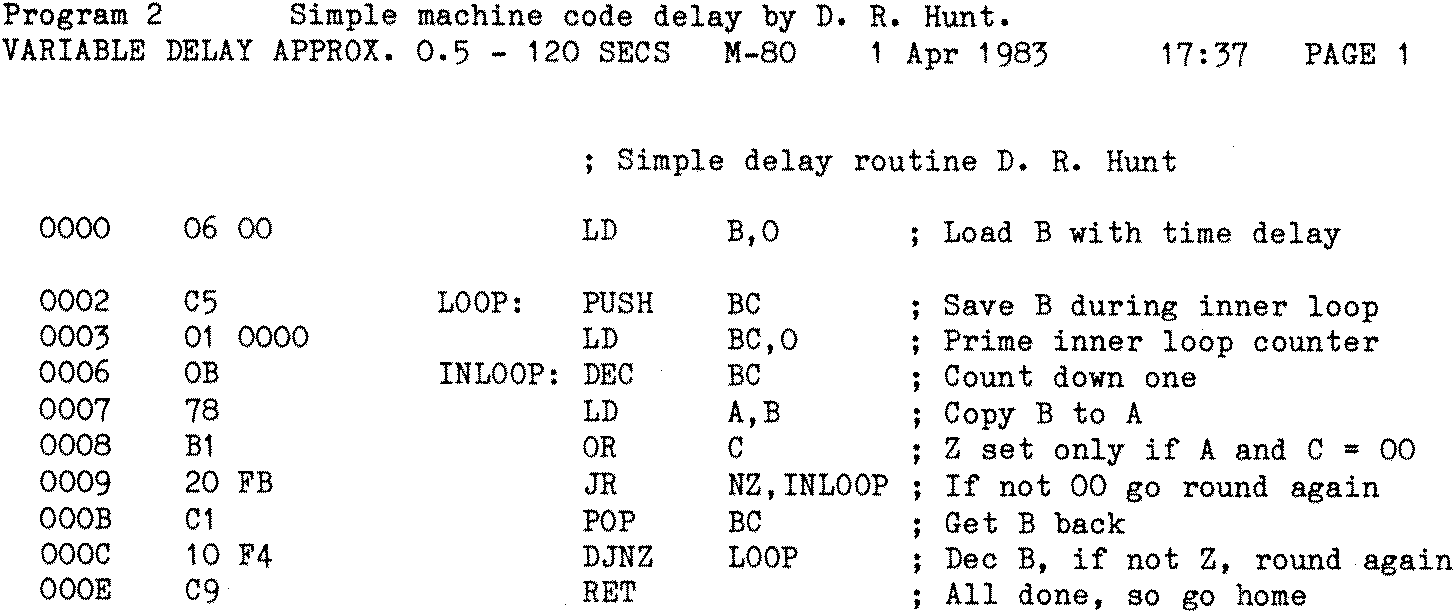 Program 2 Simple machine code delay by D. R. Hunt.
VARIABLE DELAY APPROX. 0.5 - 120 SECS M-80 1 Apr 1983 17:37 PAGE 1
; Simple delay routine D. R. Hunt
0000 06 00 LD B,0 ; Load B with time delay
0002 C5 LOOP: PUSH BC ; Save B during inner loop
0003 01 0000 LD BC,0 ; Prime inner loop counter
0006 0B INLOOP: DEC BC ; Count down one
0007 78 LD A,B ; Copy B to A
0008 B1 OR C ; Z set only if A and C = 00
0009 20 FB JR NZ,INLOOP ; If not 00 go round again
000B C1 POP BC ; Get B back
000C 10 F4 DJNZ LOOP ; Dec B, if not Z, round again
000E C9 RET ; All done, so go home